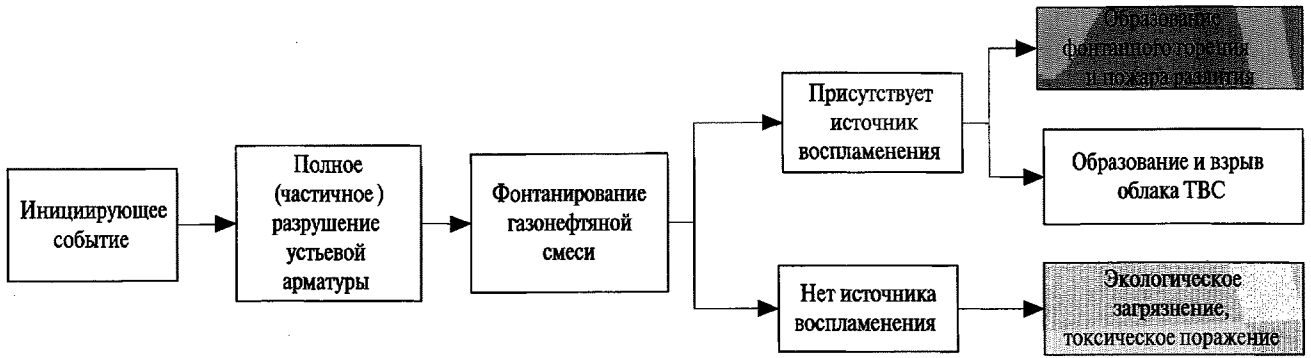 Инициирующее
событие
Полное
(частичное )
разрушение
устьевой
арматуры
Фонтанирование
газонефтяной
смеси
Присутствует
источник
воспламенения
Нет источника
воспламенения
Образование
фонтанного горения
и пожара разлития
Образование и взрыв
облака ТВС
Экологическое
загрязнение,
токсическое поражение